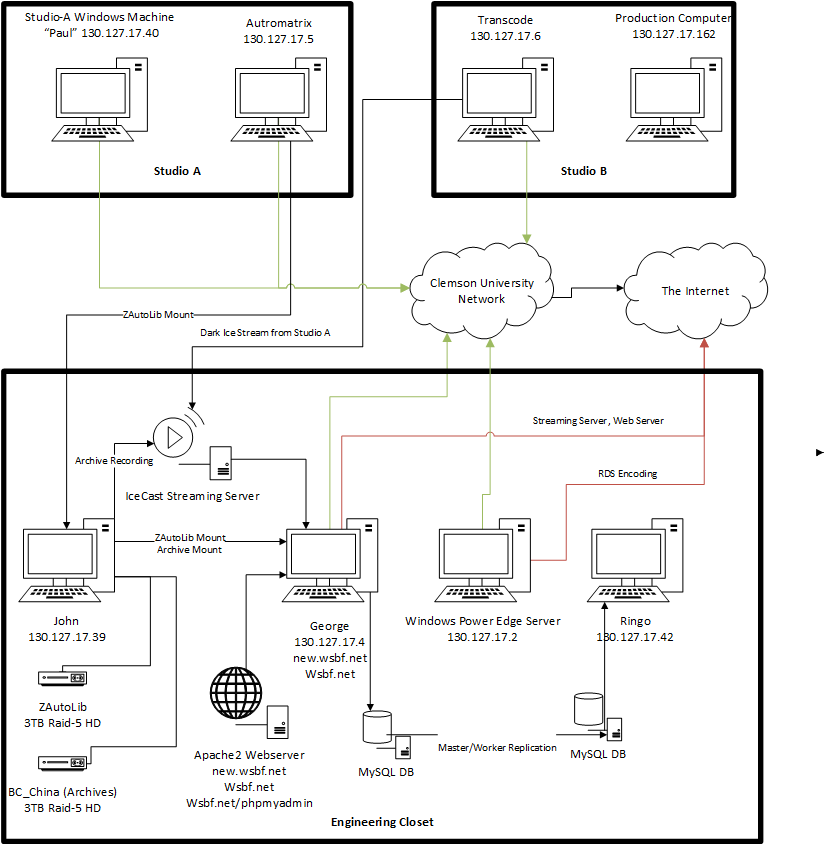 Studio-A Windows Machine
“Paul” 130.127.17.40
Autromatrix
130.127.17.5
Studio A
Transcode
130.127.17.6
Production Computer
130.127.17.162
Studio B
Clemson University
Network
The Internet
ZAutoLib Mount
Dark Ice Stream from Studio A
Streaming Server, Web Server
Archive Recording
RDS Encoding
IceCast Streaming Server
ZAutoLib Mount
Archive Mount
John
130.127.17.39
George
130.127.17.4
new.wsbf.net
Wsbf.net
Windows Power Edge Server
130.127.17.2
Ringo
130.127.17.42
ZAutoLib
3TB Raid-5 HD
BC_China (Archives)
3TB Raid-5 HD
Apache2 Webserver
new.wsbf.net
Wsbf.net
Wsbf.net/phpmyadmin
MySQL DB
Master/Worker Replication
MySQL DB
Engineering Closet